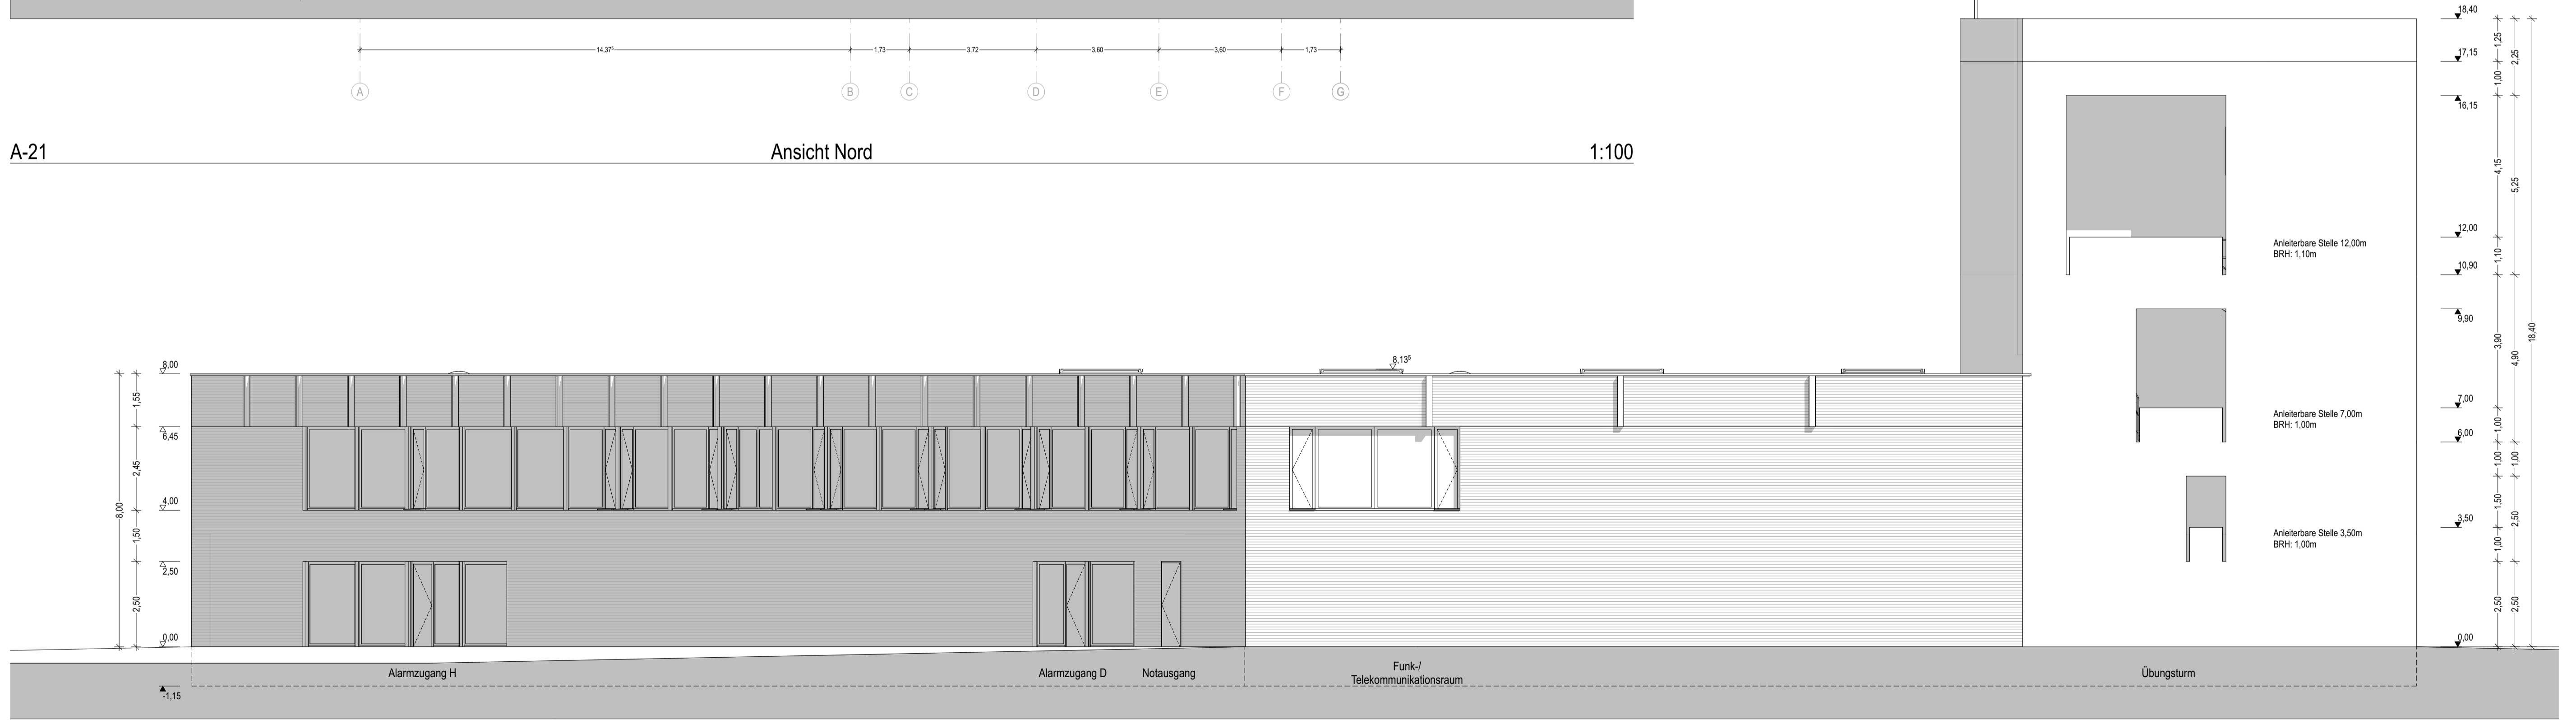 14,37⁵ 1,73 3,72 3,60 3,60 1,73
A B C D E F G
A-21 Ansicht Nord 1:100
18,40
17,15
16,15
12,00
10,90
9,90
7,00
6,00
3,50
0,00
1,25
1,00
4,15
1,10
3,90
1,00
1,00
1,50
1,00
2,50
2,25
5,25
4,90
1,00
2,50
2,50
18,40
Anleiterbare Stelle 12,00m
BRH: 1,10m
Anleiterbare Stelle 7,00m
BRH: 1,00m
Anleiterbare Stelle 3,50m
BRH: 1,00m
8,13⁵
8,00
6,45
4,00
2,50
0,00
-1,15
8,00
1,55
2,45
1,50
2,50
Alarmzugang H
Alarmzugang D
Notausgang
Funk-/
Telekommunikationsraum
Übungsturm